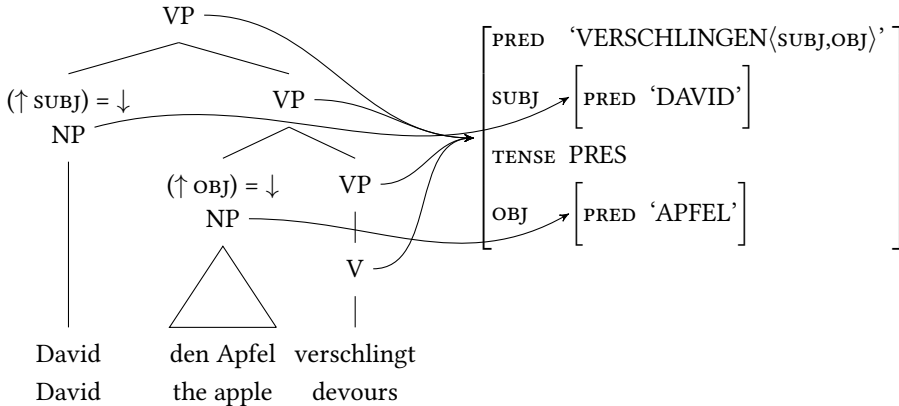 VP
[PRED ‘VERSCHLINGEN⟨SUBJ,OBJ⟩’]
(↑ SUBJ) = ↓ VP
SUBJ [PRED ‘DAVID’]
NP
TENSE PRES
(↑ OBJ) = ↓ VP
NP
OBJ [PRED ‘APFEL’]
V
David den Apfel verschlingt
David the apple devours